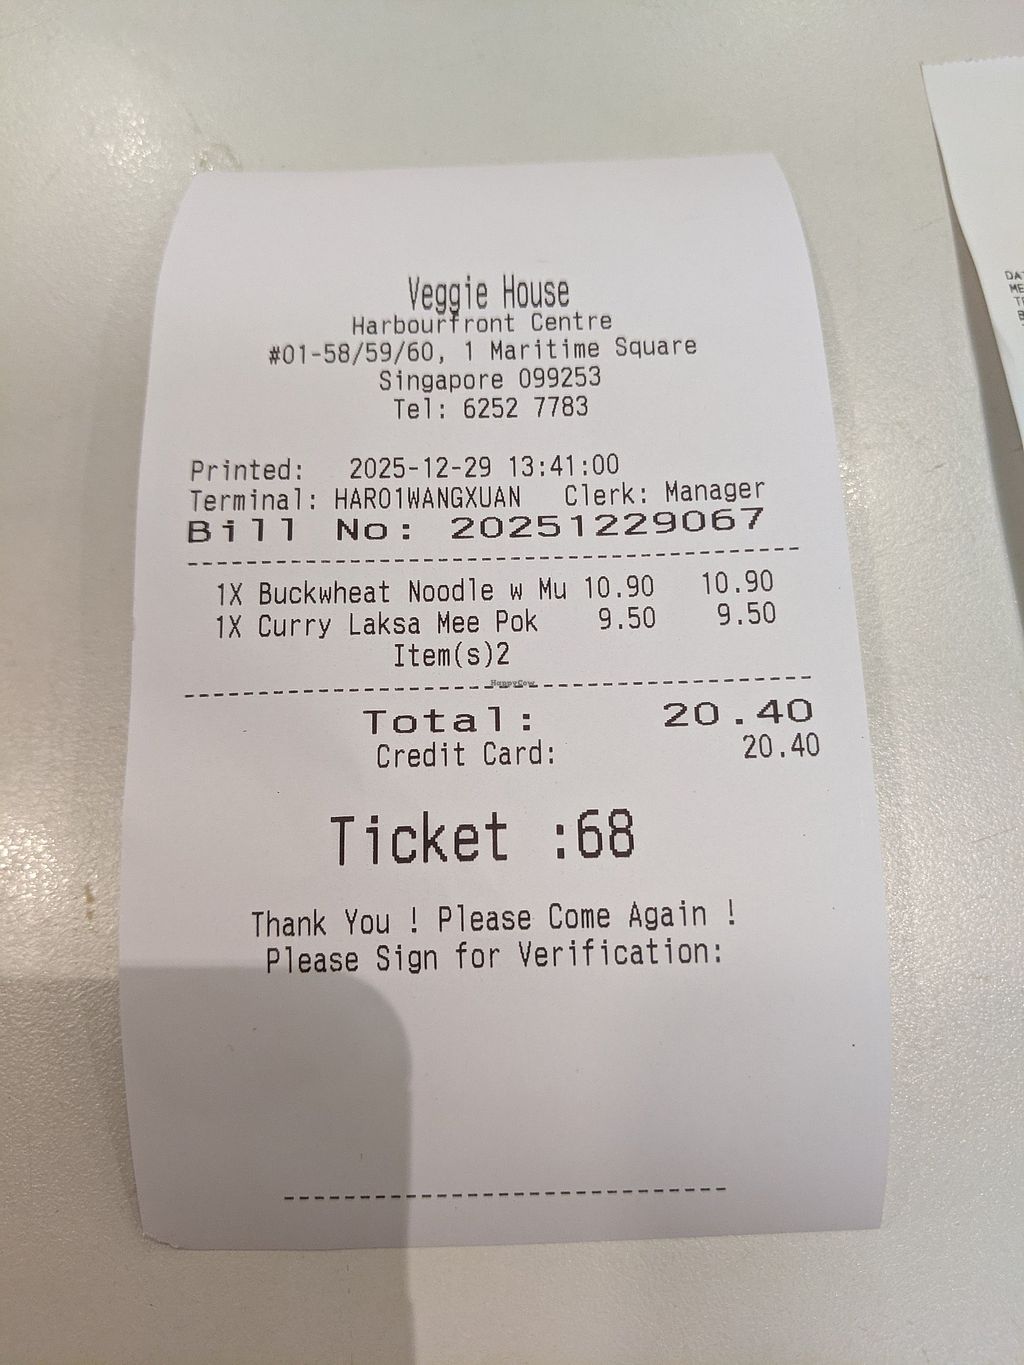 Veggie House
Harbourfront Centre
#01-58/59/60, 1 Maritime Square
Singapore 099253
Tel: 6252 7783
Printed: 2025-12-29 13:41:00
Terminal: HARO1WANGXUAN Clerk: Manager
Bill No: 20251229067
1X Buckwheat Noodle w Mu 10.90 10.90
1X Curry Laksa Mee Pok 9.50 9.50
Item(s)2
HappyCow
Total: 20.40
Credit Card: 20.40
Ticket :68
Thank You ! Please Come Again !
Please Sign for Verification: